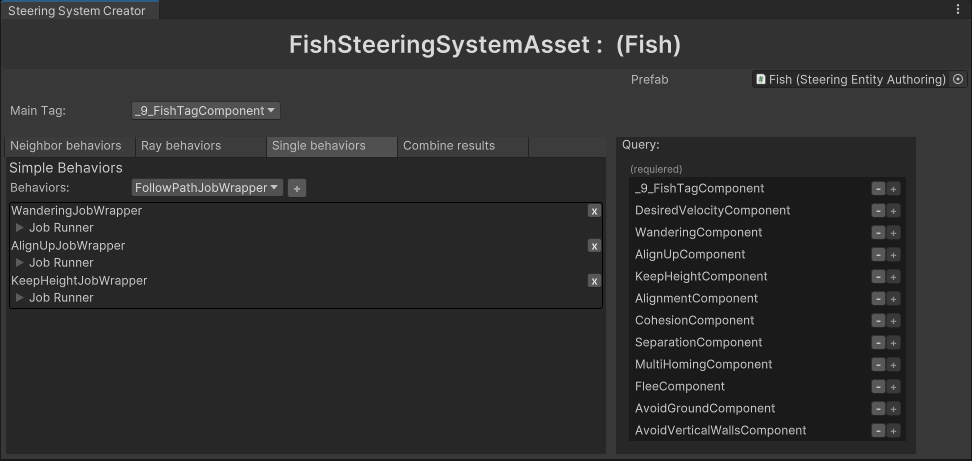 Steering System Creator
FishSteeringSystemAsset : (Fish)
Prefab
Fish (Steering Entity Authoring)
Main Tag:
_9_FishTagComponent
Neighbor behaviors
Ray behaviors
Single behaviors
Combine results
Simple Behaviors
Behaviors:
FollowPathJobWrapper
+
WanderingJobWrapper
x
Job Runner
AlignUpJobWrapper
x
Job Runner
KeepHeightJobWrapper
x
Job Runner
Query:
(requiered)
_9_FishTagComponent - +
DesiredVelocityComponent - +
WanderingComponent - +
AlignUpComponent - +
KeepHeightComponent - +
AlignmentComponent - +
CohesionComponent - +
SeparationComponent - +
MultiHomingComponent - +
FleeComponent - +
AvoidGroundComponent - +
AvoidVerticalWallsComponent - +